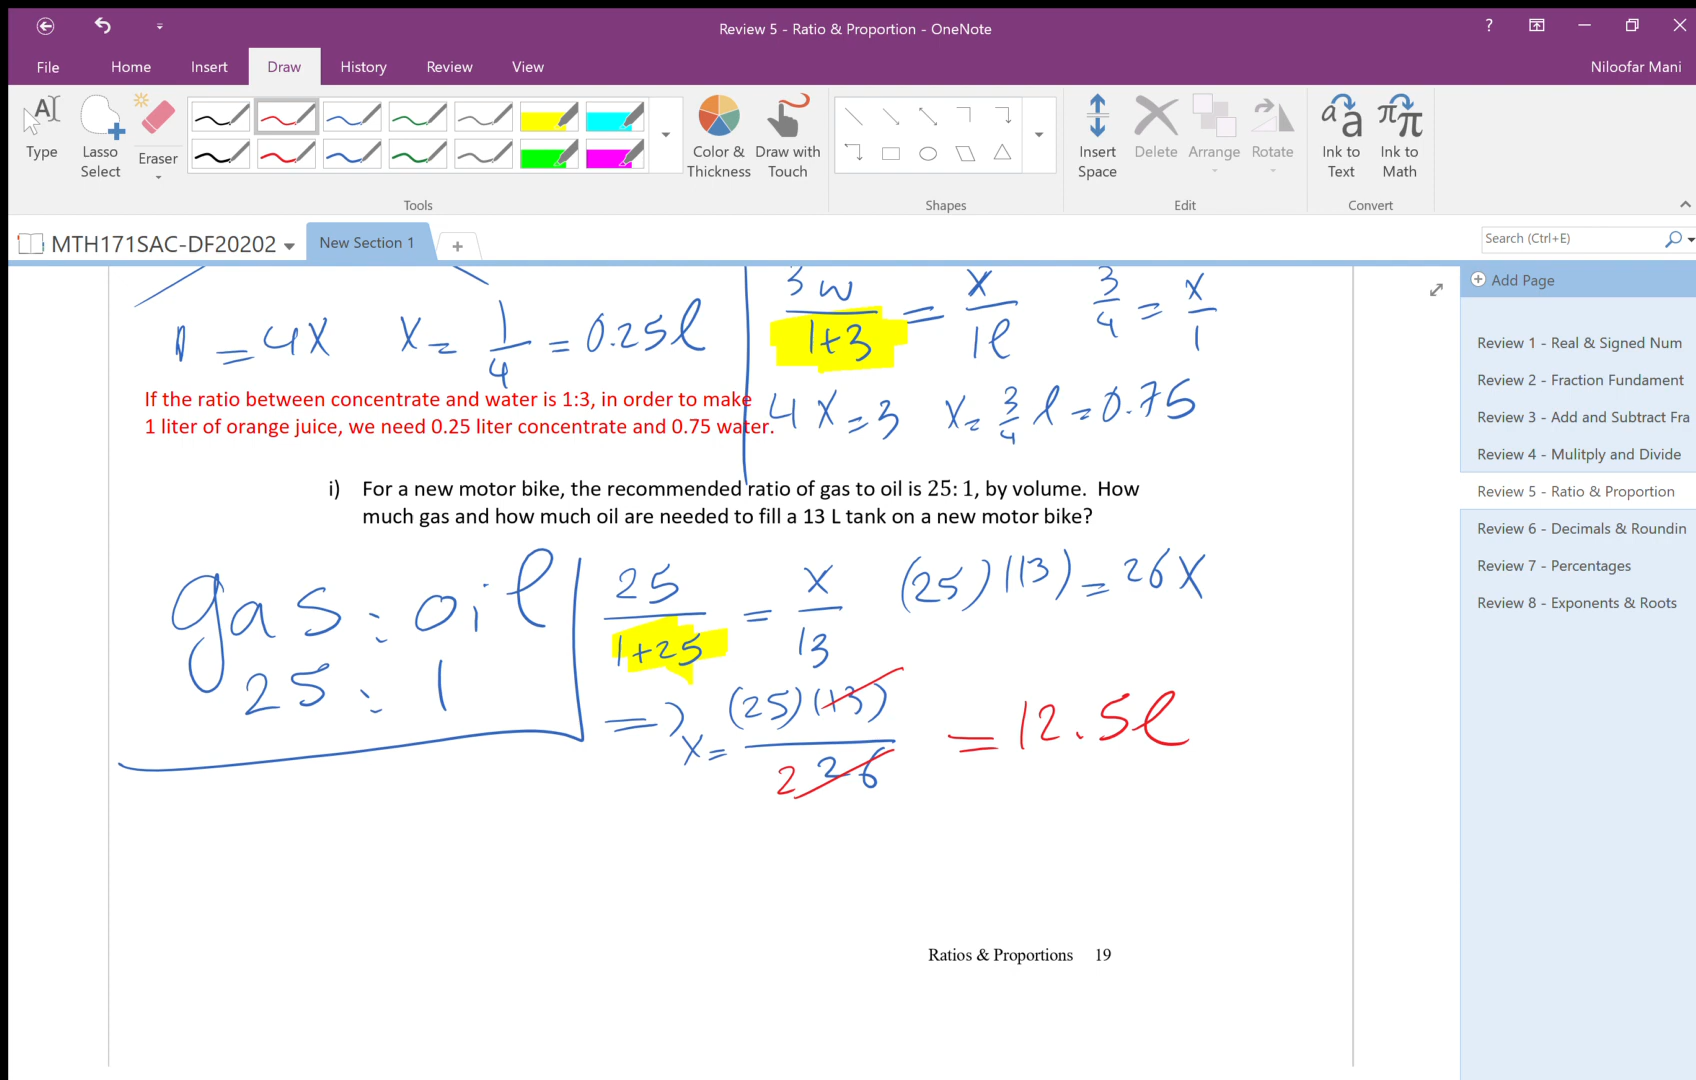 Review 5 - Ratio & Proportion - OneNote
?
File Home Insert Draw History Review View
Niloofar Mani
Type
Lasso Select
Eraser
Color & Thickness
Draw with Touch
Insert Space
Delete
Arrange
Rotate
Ink to Text
Ink to Math
Tools
Shapes
Edit
Convert
MTH171SAC-DF20202
New Section 1
+
Search (Ctrl+E)
1 = 4x x = 1/4 = 0.25l
3w/(1+3) = x/1l 3/4 = x/1
4x = 3 x = 3/4 l = 0.75
If the ratio between concentrate and water is 1:3, in order to make
1 liter of orange juice, we need 0.25 liter concentrate and 0.75 water.
i) For a new motor bike, the recommended ratio of gas to oil is 25: 1, by volume. How
much gas and how much oil are needed to fill a 13 L tank on a new motor bike?
gas : oil
25 : 1
25/(1+25) = x/13 (25)(13) = 26x
=> x = (25)(13)/26 2 = 12.5l
Ratios & Proportions 19
Add Page
Review 1 - Real & Signed Num
Review 2 - Fraction Fundament
Review 3 - Add and Subtract Fra
Review 4 - Mulitply and Divide
Review 5 - Ratio & Proportion
Review 6 - Decimals & Roundin
Review 7 - Percentages
Review 8 - Exponents & Roots